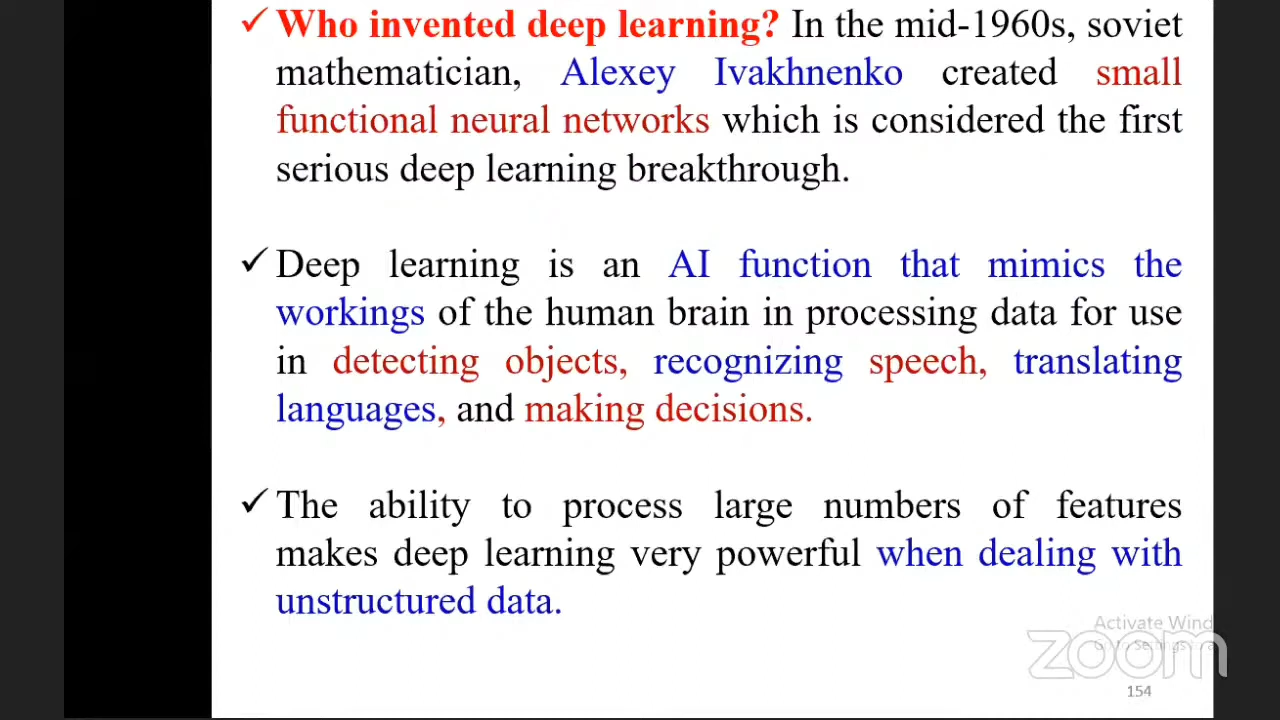 ✓ Who invented deep learning? In the mid-1960s, soviet
mathematician, Alexey Ivakhnenko created small
functional neural networks which is considered the first
serious deep learning breakthrough.
✓ Deep learning is an AI function that mimics the
workings of the human brain in processing data for use
in detecting objects, recognizing speech, translating
languages, and making decisions.
✓ The ability to process large numbers of features
makes deep learning very powerful when dealing with
unstructured data.
Activate Wind
zoom
154